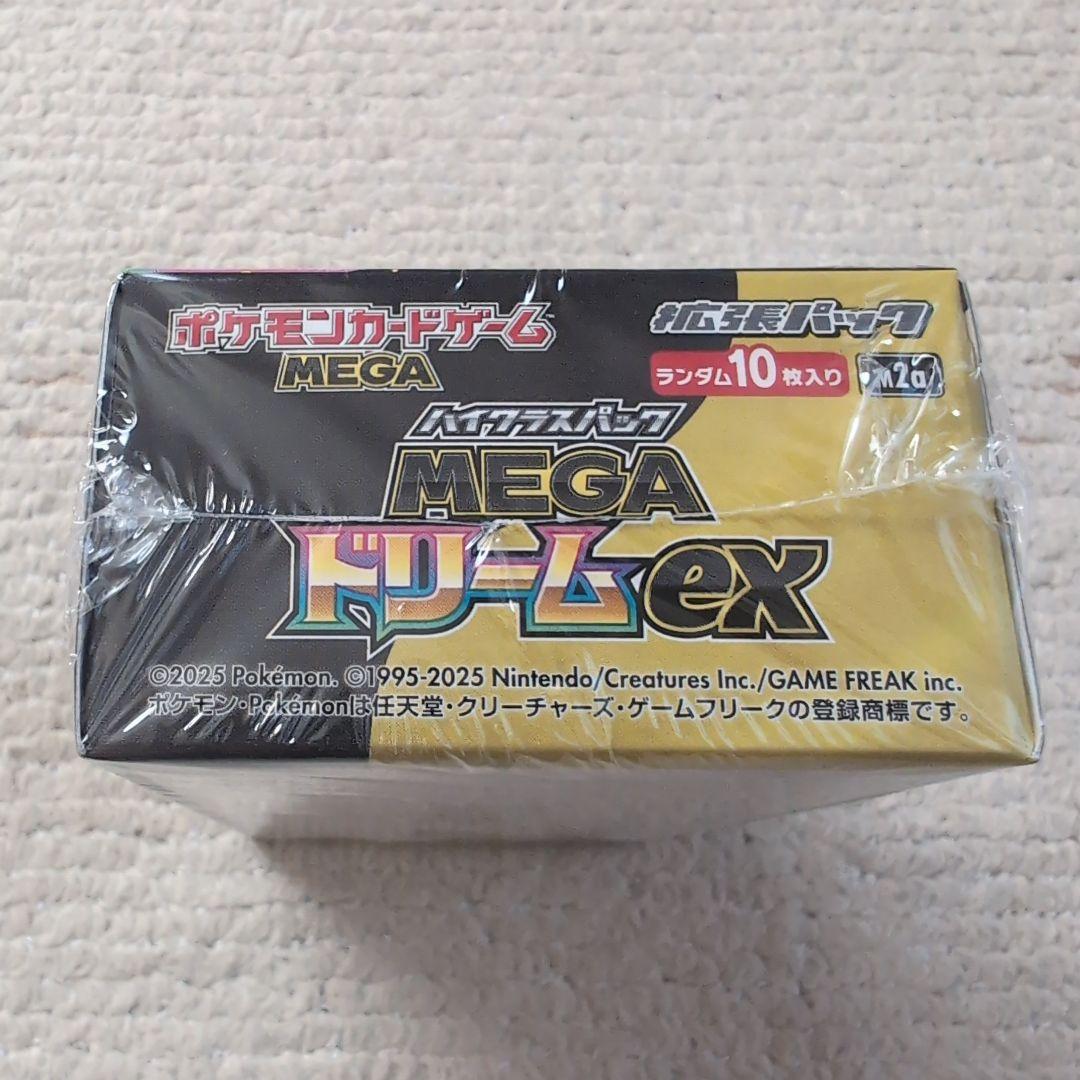 ポケモンカードゲーム
MEGA
拡張パック
ランダム10枚入り
M2a
ハイクラスパック
MEGA
ドリームex
©2025 Pokémon. ©1995-2025 Nintendo/Creatures Inc./GAME FREAK inc.
ポケモン・Pokémonは任天堂・クリーチャーズ・ゲームフリークの登録商標です。